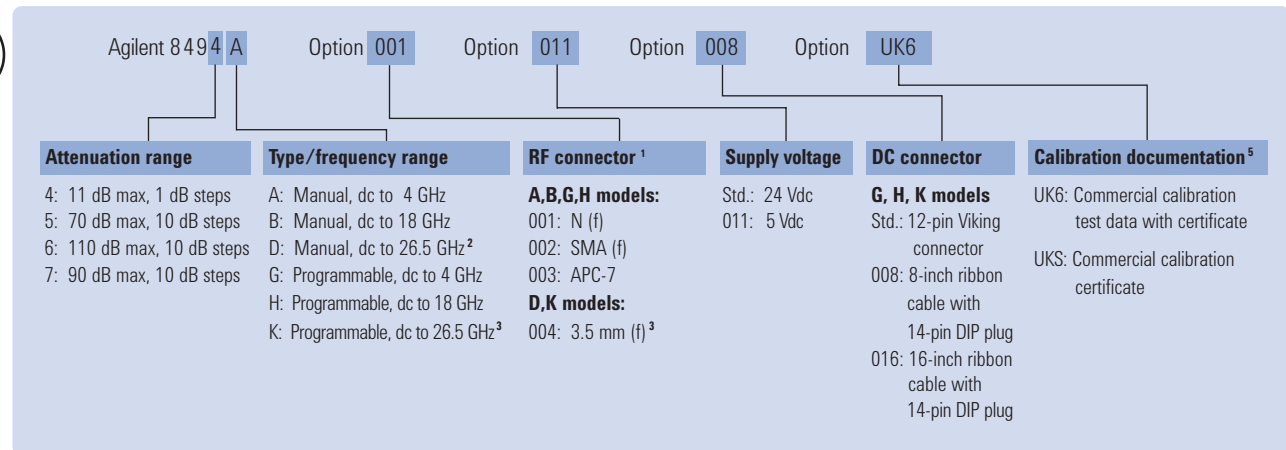 Agilent 8494 A Option 001 Option 011 Option 008 Option UK6
Attenuation range
4: 11 dB max, 1 dB steps
5: 70 dB max, 10 dB steps
6: 110 dB max, 10 dB steps
7: 90 dB max, 10 dB steps
Type/frequency range
A: Manual, dc to 4 GHz
B: Manual, dc to 18 GHz
D: Manual, dc to 26.5 GHz 2
G: Programmable, dc to 4 GHz
H: Programmable, dc to 18 GHz
K: Programmable, dc to 26.5 GHz 3
RF connector 1
A,B,G,H models:
001: N (f)
002: SMA (f)
003: APC-7
D,K models:
004: 3.5 mm (f) 3
Supply voltage
Std.: 24 Vdc
011: 5 Vdc
DC connector
G, H, K models
Std.: 12-pin Viking
connector
008: 8-inch ribbon
cable with
14-pin DIP plug
016: 16-inch ribbon
cable with
14-pin DIP plug
Calibration documentation 5
UK6: Commercial calibration
test data with certificate
UKS: Commercial calibration
certificate